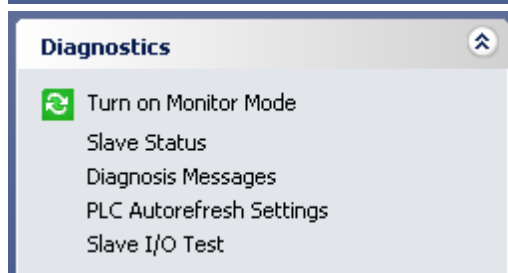 Diagnostics
Turn on Monitor Mode
Slave Status
Diagnosis Messages
PLC Autorefresh Settings
Slave I/O Test